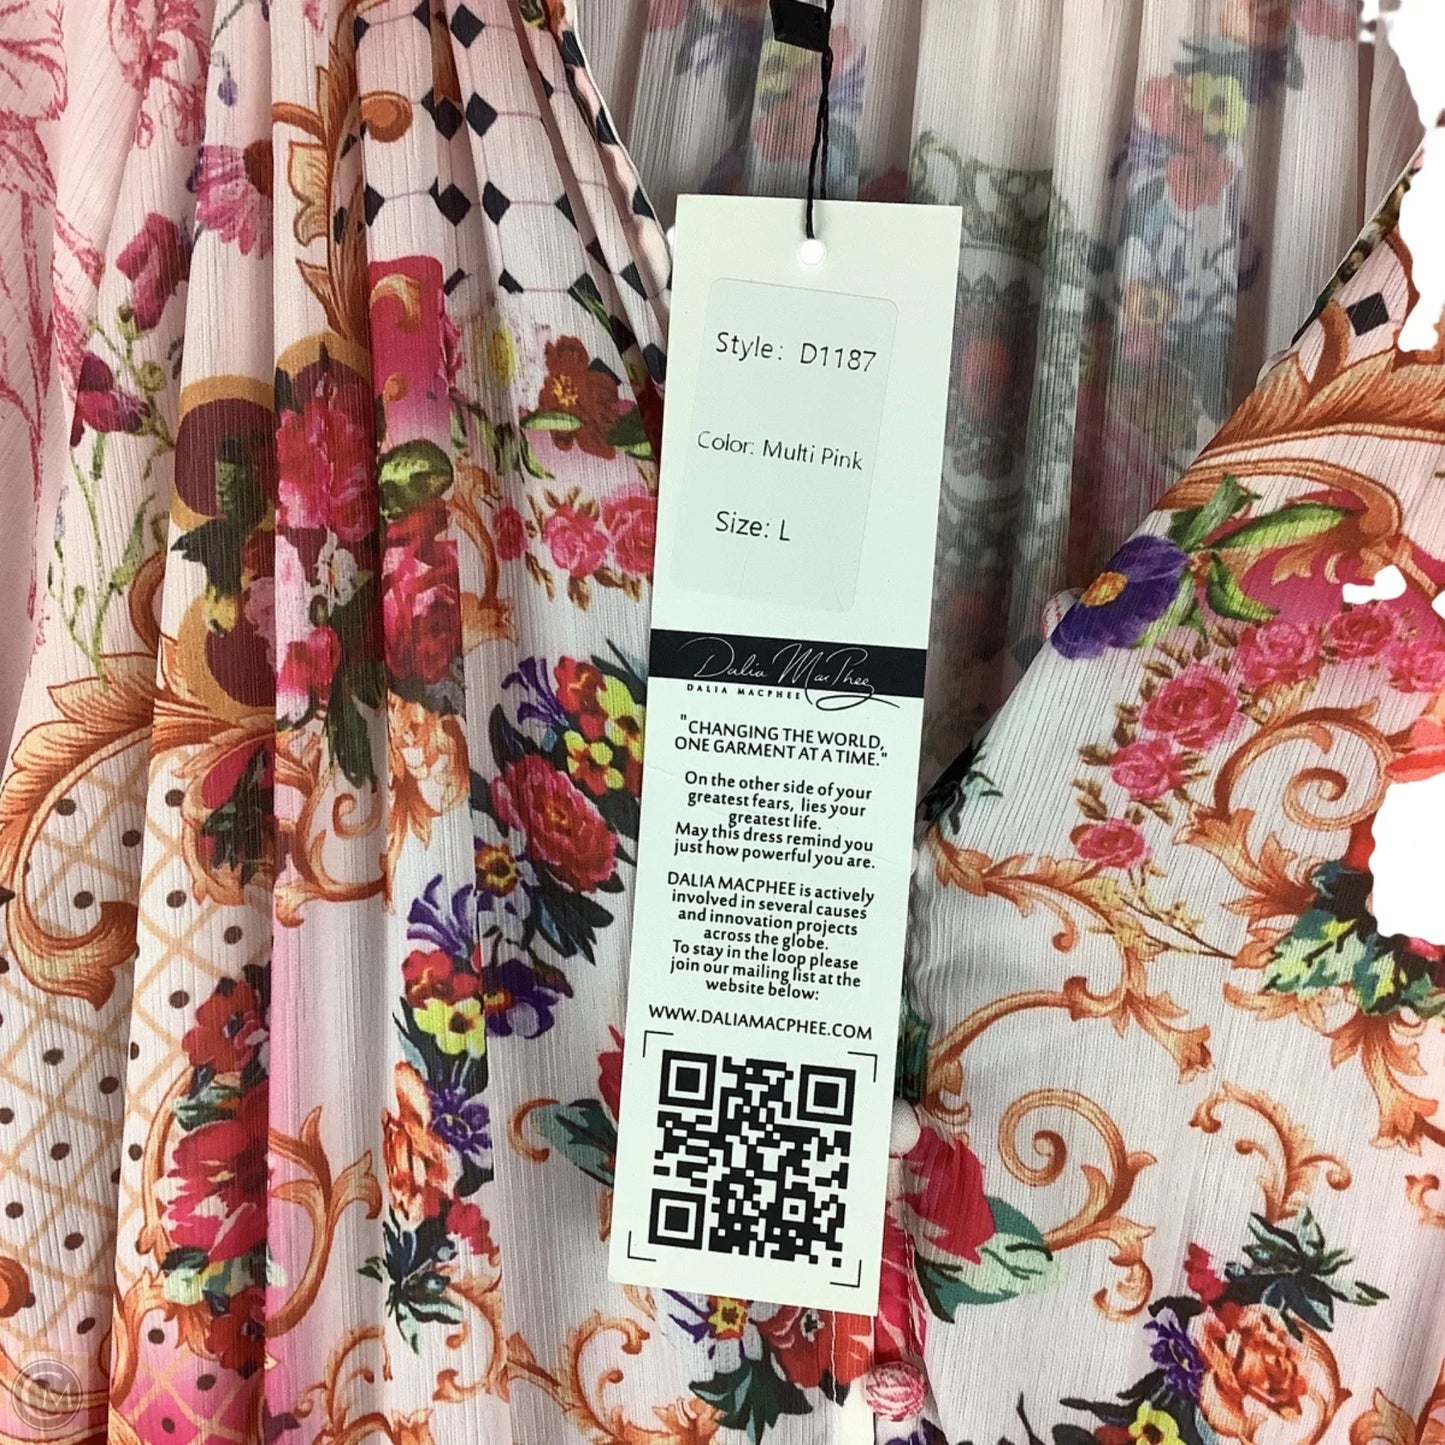 Style: D1187
Color: Multi Pink
Size: L
Dalia MacPhee
DALIA MACPHEE
"CHANGING THE WORLD,
ONE GARMENT AT A TIME."
On the other side of your
greatest fears, lies your
greatest life.
May this dress remind you
just how powerful you are.
DALIA MACPHEE is actively
involved in several causes
and innovation projects
across the globe.
To stay in the loop please
join our mailing list at the
website below:
WWW.DALIAMACPHEE.COM